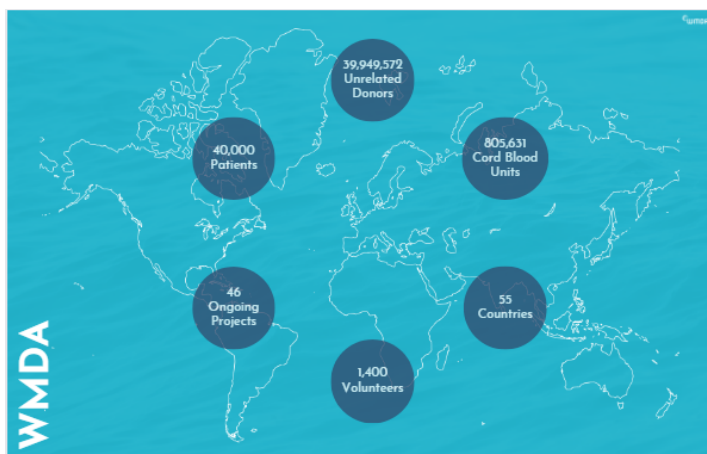 ©WMDA
39,949,572
Unrelated
Donors
40,000
Patients
805,631
Cord Blood
Units
46
Ongoing
Projects
55
Countries
1,400
Volunteers
WMDA